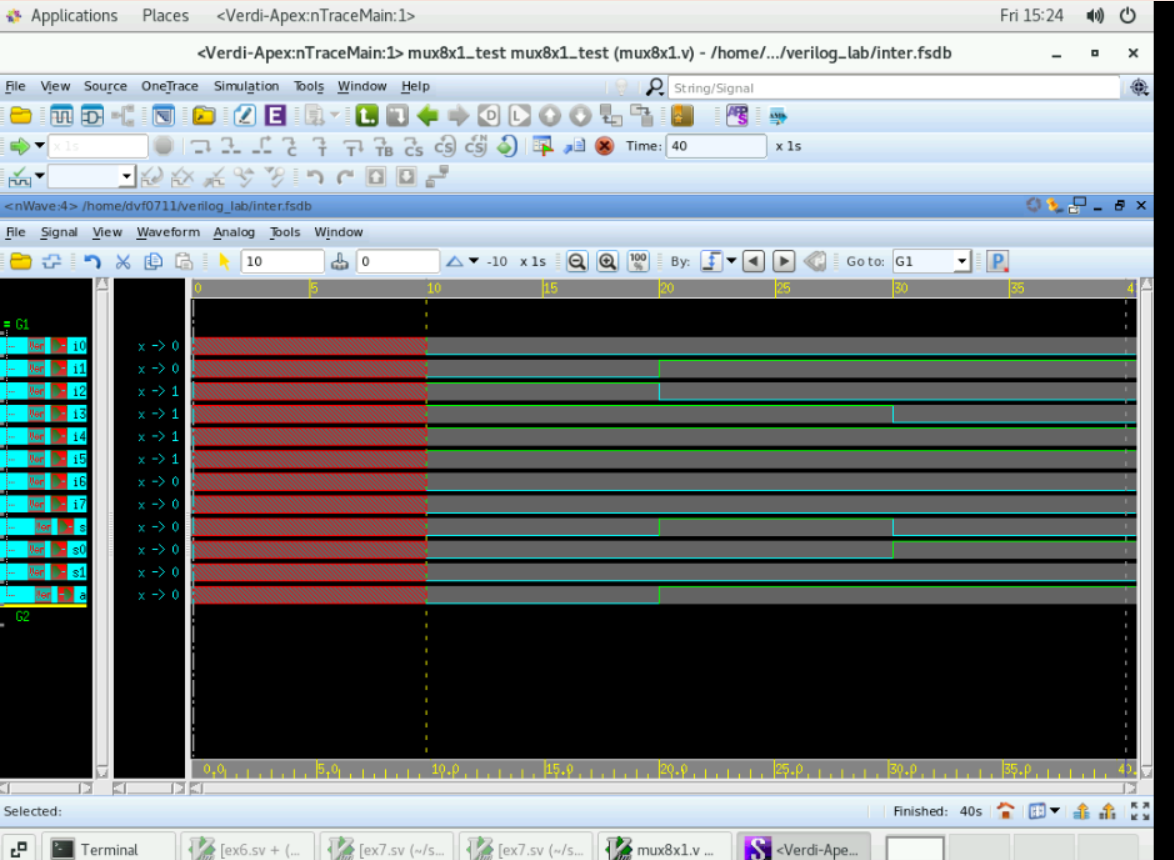 Applications Places <Verdi-Apex:nTraceMain:1> Fri 15:24
<Verdi-Apex:nTraceMain:1> mux8x1_test mux8x1_test (mux8x1.v) - /home/.../verilog_lab/inter.fsdb
File View Source OneTrace Simulation Tools Window Help String/Signal
Time: 40 x 1s
<nWave:4> /home/dvf0711/verilog_lab/inter.fsdb
File Signal View Waveform Analog Tools Window
10 0 -10 x 1s 100 % By: Go to: G1 P
0 5 10 15 20 25 30 35 4
= G1
i0 x -> 0
i1 x -> 0
i2 x -> 1
i3 x -> 1
i4 x -> 1
i5 x -> 1
i6 x -> 0
i7 x -> 0
s x -> 0
s0 x -> 0
s1 x -> 0
a x -> 0
G2
0.0 5.0 10.0 15.0 20.0 25.0 30.0 35.0 40.
Selected: Finished: 40s
Terminal [ex6.sv + (... [ex7.sv (~/s... [ex7.sv (~/s... mux8x1.v ... <Verdi-Ape...